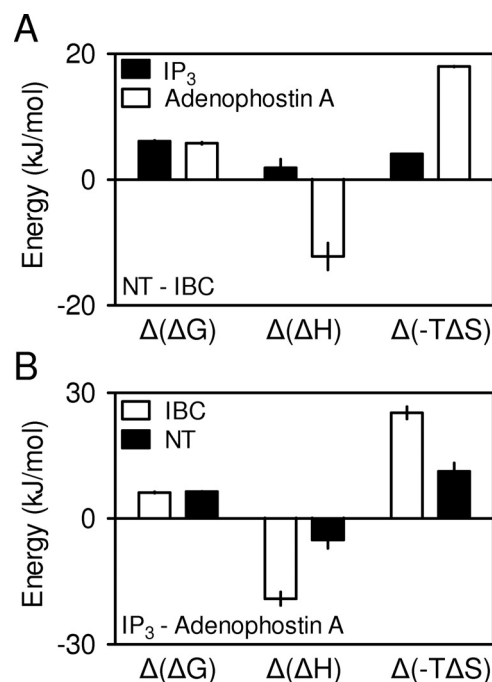 A
Energy (kJ/mol)
20
0
-20
IP₃
Adenophostin A
NT - IBC
Δ(ΔG) Δ(ΔH) Δ(-TΔS)
B
Energy (kJ/mol)
30
0
-30
IBC
NT
IP₃ - Adenophostin A
Δ(ΔG) Δ(ΔH) Δ(-TΔS)